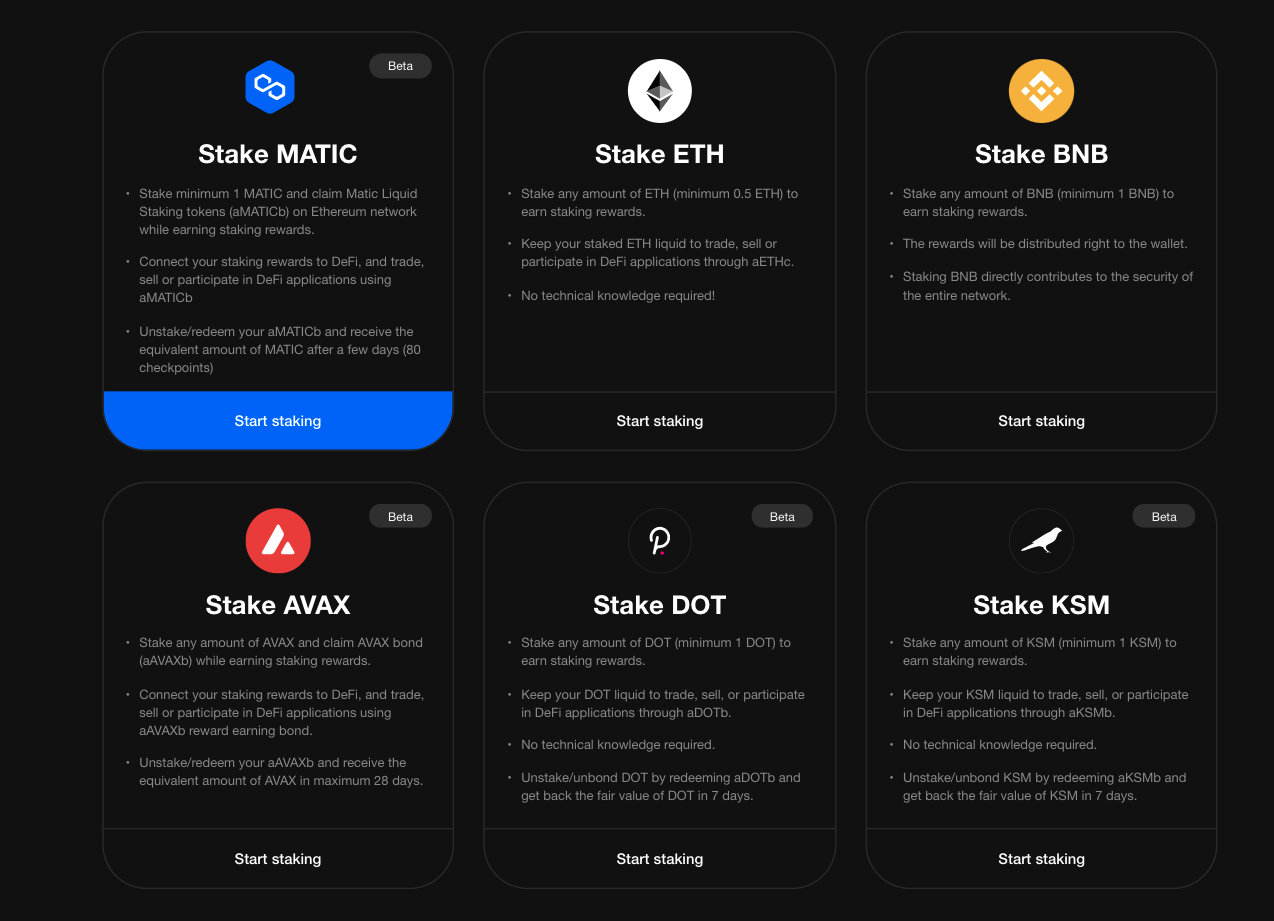 Beta
Stake MATIC
• Stake minimum 1 MATIC and claim Matic Liquid
Staking tokens (aMATICb) on Ethereum network
while earning staking rewards.
• Connect your staking rewards to DeFi, and trade,
sell or participate in DeFi applications using
aMATICb
• Unstake/redeem your aMATICb and receive the
equivalent amount of MATIC after a few days (80
checkpoints)
Start staking
Stake ETH
• Stake any amount of ETH (minimum 0.5 ETH) to
earn staking rewards.
• Keep your staked ETH liquid to trade, sell or
participate in DeFi applications through aETHc.
• No technical knowledge required!
Start staking
Stake BNB
• Stake any amount of BNB (minimum 1 BNB) to
earn staking rewards.
• The rewards will be distributed right to the wallet.
• Staking BNB directly contributes to the security of
the entire network.
Start staking
Beta
Stake AVAX
• Stake any amount of AVAX and claim AVAX bond
(aAVAXb) while earning staking rewards.
• Connect your staking rewards to DeFi, and trade,
sell or participate in DeFi applications using
aAVAXb reward earning bond.
• Unstake/redeem your aAVAXb and receive the
equivalent amount of AVAX in maximum 28 days.
Start staking
Beta
Stake DOT
• Stake any amount of DOT (minimum 1 DOT) to
earn staking rewards.
• Keep your DOT liquid to trade, sell, or participate
in DeFi applications through aDOTb.
• No technical knowledge required.
• Unstake/unbond DOT by redeeming aDOTb and
get back the fair value of DOT in 7 days.
Start staking
Beta
Stake KSM
• Stake any amount of KSM (minimum 1 KSM) to
earn staking rewards.
• Keep your KSM liquid to trade, sell, or participate
in DeFi applications through aKSMb.
• No technical knowledge required.
• Unstake/unbond KSM by redeeming aKSMb and
get back the fair value of KSM in 7 days.
Start staking